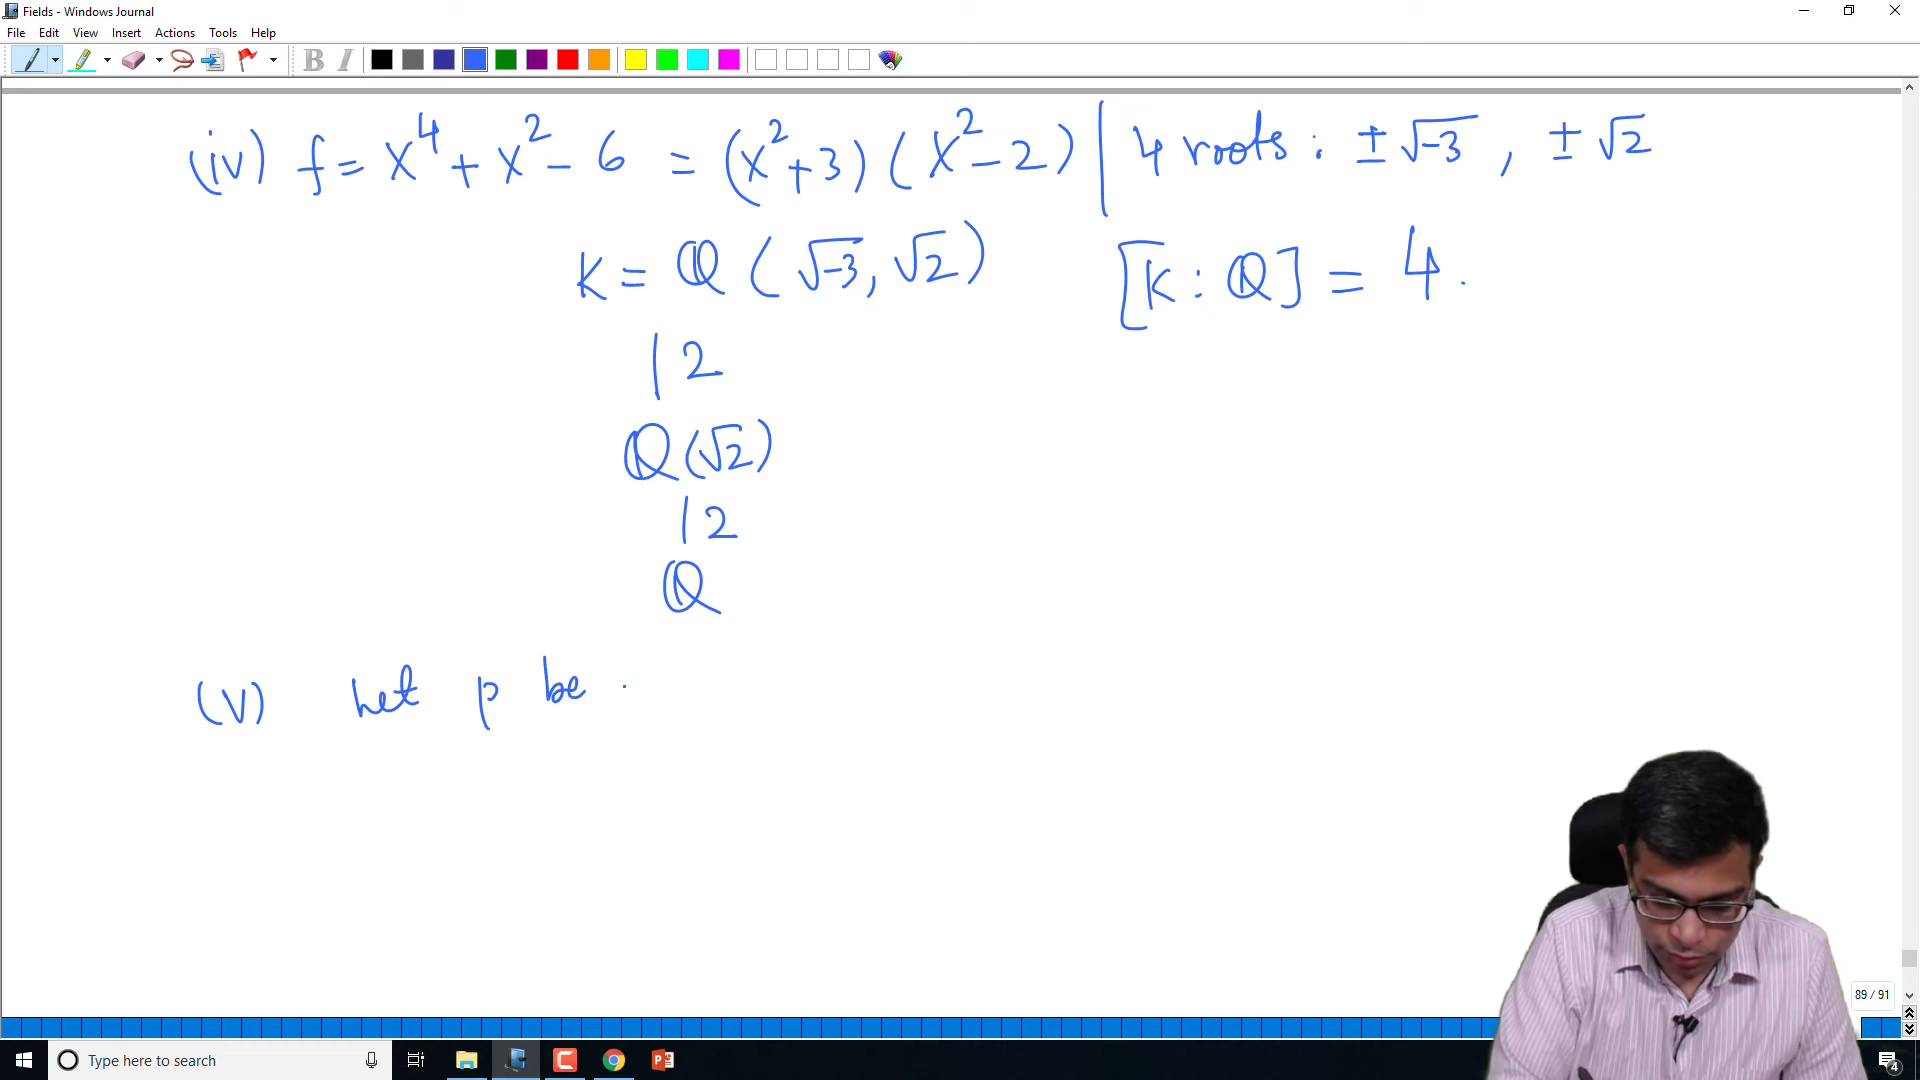 Fields - Windows Journal
File Edit View Insert Actions Tools Help
B I
(iv) f = X⁴ + X² - 6 = (X² + 3) (X² - 2) | 4 roots : ± √-3 , ± √2
K = ℚ ( √-3, √2 ) [K : ℚ] = 4 .
| 2
ℚ(√2)
| 2
ℚ
(V) Let p be .
89 / 91
Type here to search
4